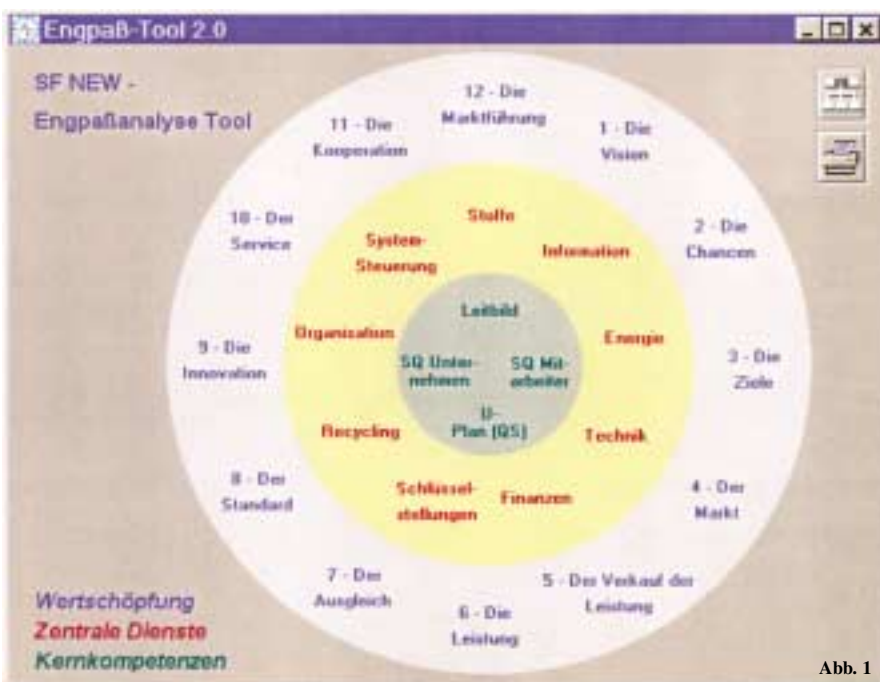 Engpaß-Tool 2.0
SF NEW -
Engpaßanalyse Tool
12 - Die
Marktführung
1 - Die
Vision
2 - Die
Chancen
3 - Die
Ziele
4 - Der
Markt
5 - Der Verkauf der
Leistung
6 - Die
Leistung
7 - Der
Ausgleich
8 - Der
Standard
9 - Die
Innovation
10 - Der
Service
11 - Die
Kooperation
Stoffe
Information
Energie
Technik
Finanzen
Schlüssel-
stellungen
Recycling
Organisation
System-
Steuerung
Leitbild
SQ Unter-
nehmen
SQ Mit-
arbeiter
U-
Plan (QS)
Wertschöpfung
Zentrale Dienste
Kernkompetenzen
Abb. 1